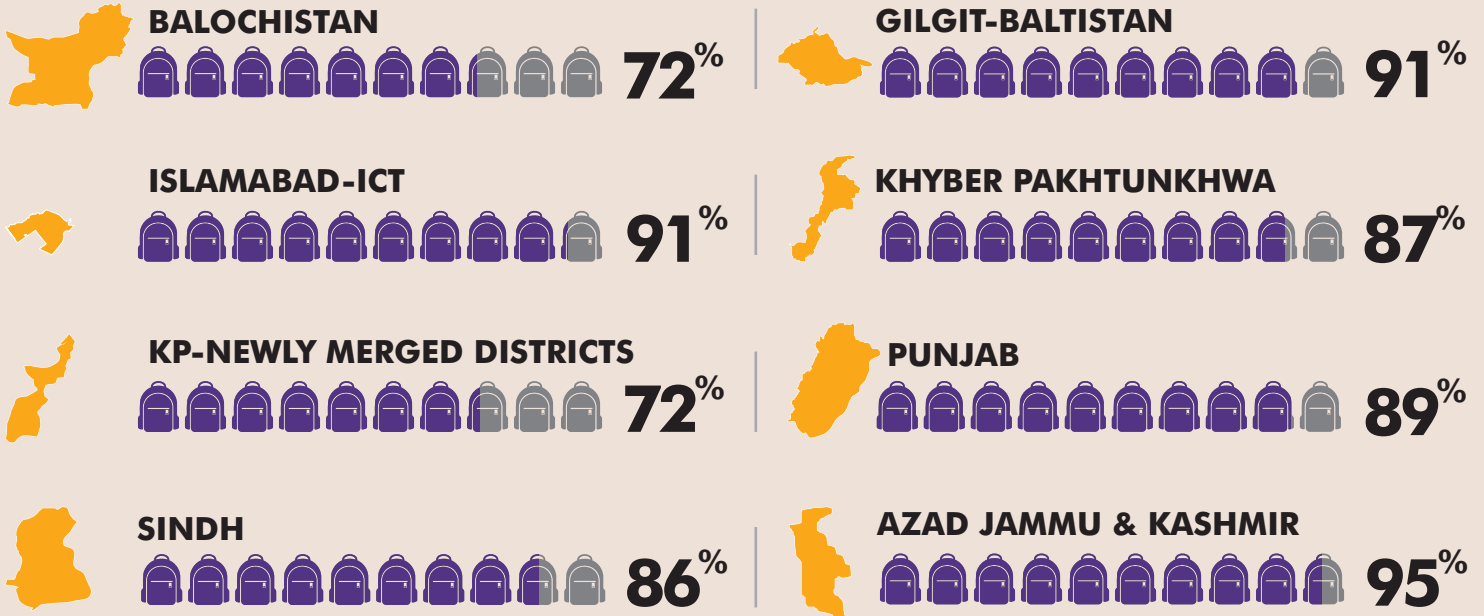 BALOCHISTAN
72%
GILGIT-BALTISTAN
91%
ISLAMABAD-ICT
91%
KHYBER PAKHTUNKHWA
87%
KP-NEWLY MERGED DISTRICTS
72%
PUNJAB
89%
SINDH
86%
AZAD JAMMU & KASHMIR
95%